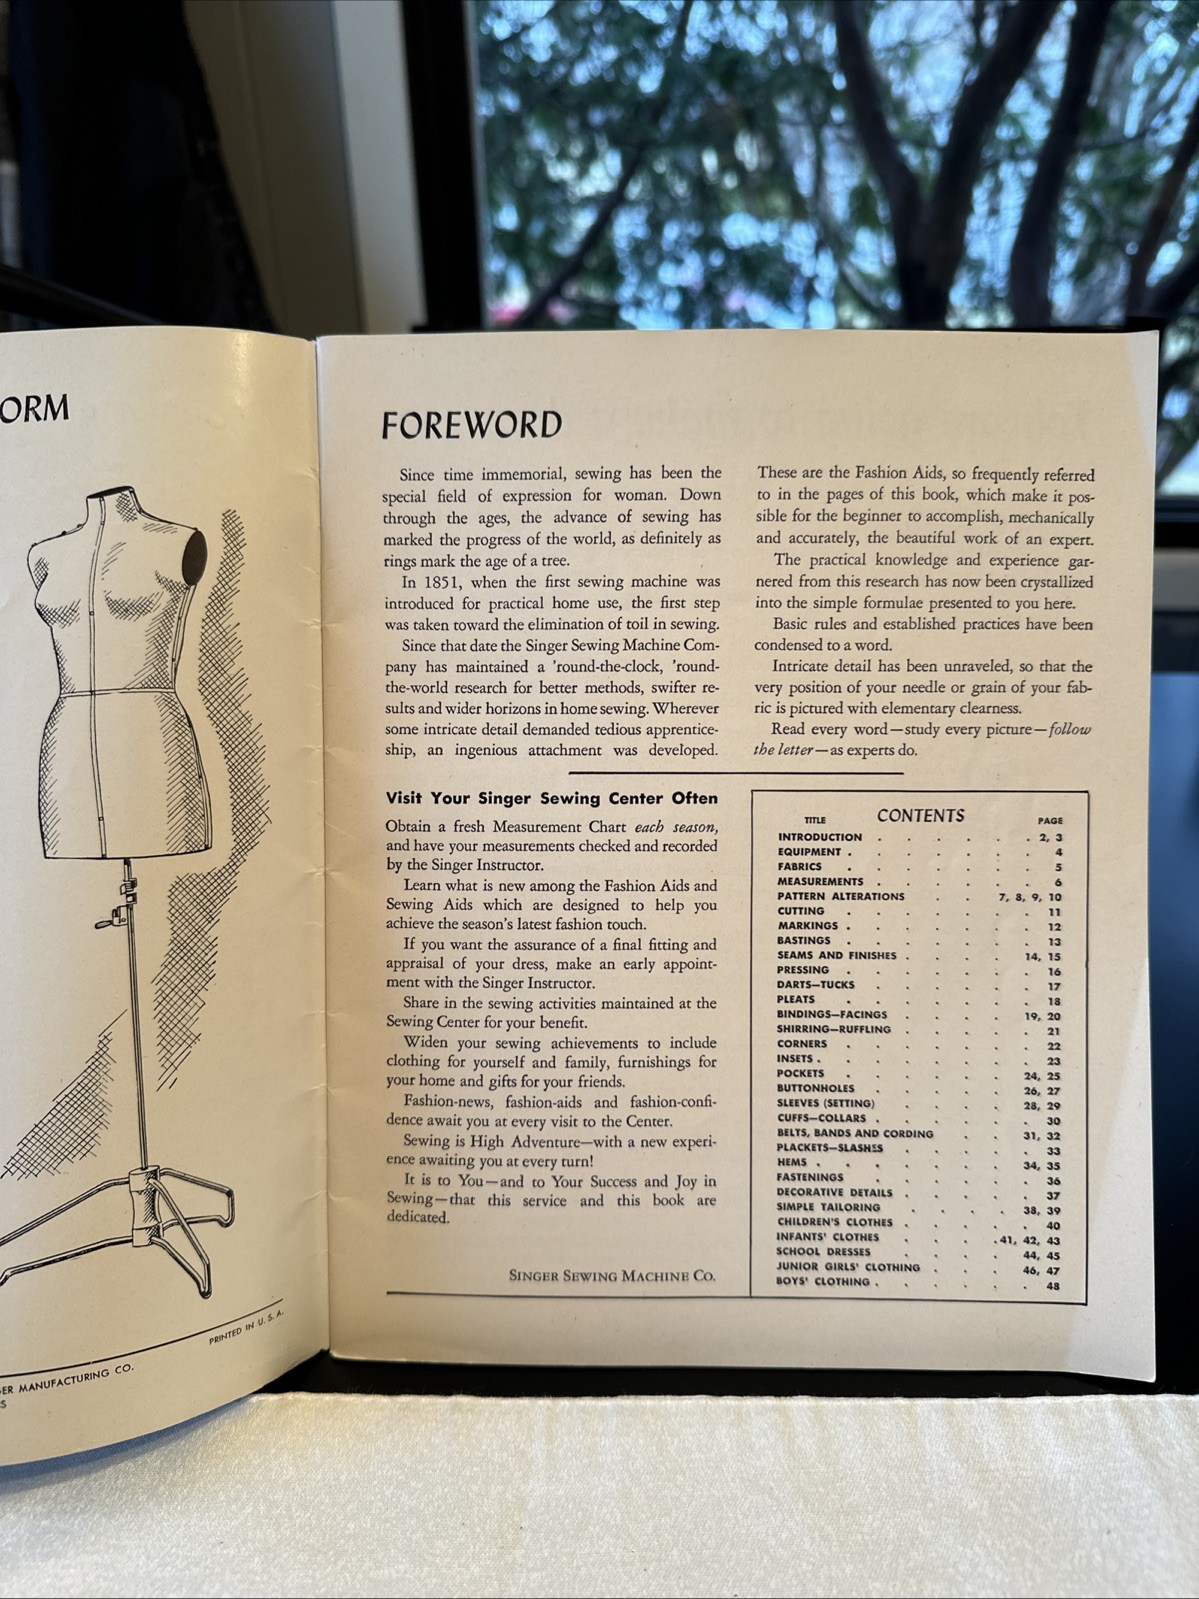 ORM
PRINTED IN U. S. A.
ER MANUFACTURING CO.
S
FOREWORD
Since time immemorial, sewing has been the
special field of expression for woman. Down
through the ages, the advance of sewing has
marked the progress of the world, as definitely as
rings mark the age of a tree.
In 1851, when the first sewing machine was
introduced for practical home use, the first step
was taken toward the elimination of toil in sewing.
Since that date the Singer Sewing Machine Com-
pany has maintained a 'round-the-clock, 'round-
the-world research for better methods, swifter re-
sults and wider horizons in home sewing. Wherever
some intricate detail demanded tedious apprentice-
ship, an ingenious attachment was developed.
These are the Fashion Aids, so frequently referred
to in the pages of this book, which make it pos-
sible for the beginner to accomplish, mechanically
and accurately, the beautiful work of an expert.
The practical knowledge and experience gar-
nered from this research has now been crystallized
into the simple formulae presented to you here.
Basic rules and established practices have been
condensed to a word.
Intricate detail has been unraveled, so that the
very position of your needle or grain of your fab-
ric is pictured with elementary clearness.
Read every word—study every picture—follow
the letter—as experts do.
Visit Your Singer Sewing Center Often
Obtain a fresh Measurement Chart each season,
and have your measurements checked and recorded
by the Singer Instructor.
Learn what is new among the Fashion Aids and
Sewing Aids which are designed to help you
achieve the season's latest fashion touch.
If you want the assurance of a final fitting and
appraisal of your dress, make an early appoint-
ment with the Singer Instructor.
Share in the sewing activities maintained at the
Sewing Center for your benefit.
Widen your sewing achievements to include
clothing for yourself and family, furnishings for
your home and gifts for your friends.
Fashion-news, fashion-aids and fashion-confi-
dence await you at every visit to the Center.
Sewing is High Adventure—with a new experi-
ence awaiting you at every turn!
It is to You—and to Your Success and Joy in
Sewing—that this service and this book are
dedicated.
SINGER SEWING MACHINE CO.
CONTENTS
TITLE PAGE
INTRODUCTION . . . . . . 2, 3
EQUIPMENT . . . . . . . 4
FABRICS . . . . . . . 5
MEASUREMENTS . . . . . . 6
PATTERN ALTERATIONS . . 7, 8, 9, 10
CUTTING . . . . . . . 11
MARKINGS . . . . . . . 12
BASTINGS . . . . . . . 13
SEAMS AND FINISHES . . . . 14, 15
PRESSING . . . . . . . 16
DARTS—TUCKS . . . . . . 17
PLEATS . . . . . . . 18
BINDINGS—FACINGS . . . . 19, 20
SHIRRING—RUFFLING . . . . . 21
CORNERS . . . . . . . 22
INSETS . . . . . . . . 23
POCKETS . . . . . . 24, 25
BUTTONHOLES . . . . . 26, 27
SLEEVES (SETTING) . . . . 28, 29
CUFFS—COLLARS . . . . . . 30
BELTS, BANDS AND CORDING . . 31, 32
PLACKETS—SLASHES . . . . . 33
HEMS . . . . . . . 34, 35
FASTENINGS . . . . . . . 36
DECORATIVE DETAILS . . . . . 37
SIMPLE TAILORING . . . . 38, 39
CHILDREN'S CLOTHES . . . . . 40
INFANTS' CLOTHES . . . . 41, 42, 43
SCHOOL DRESSES . . . . 44, 45
JUNIOR GIRLS' CLOTHING . . . 46, 47
BOYS' CLOTHING . . . . . . 48